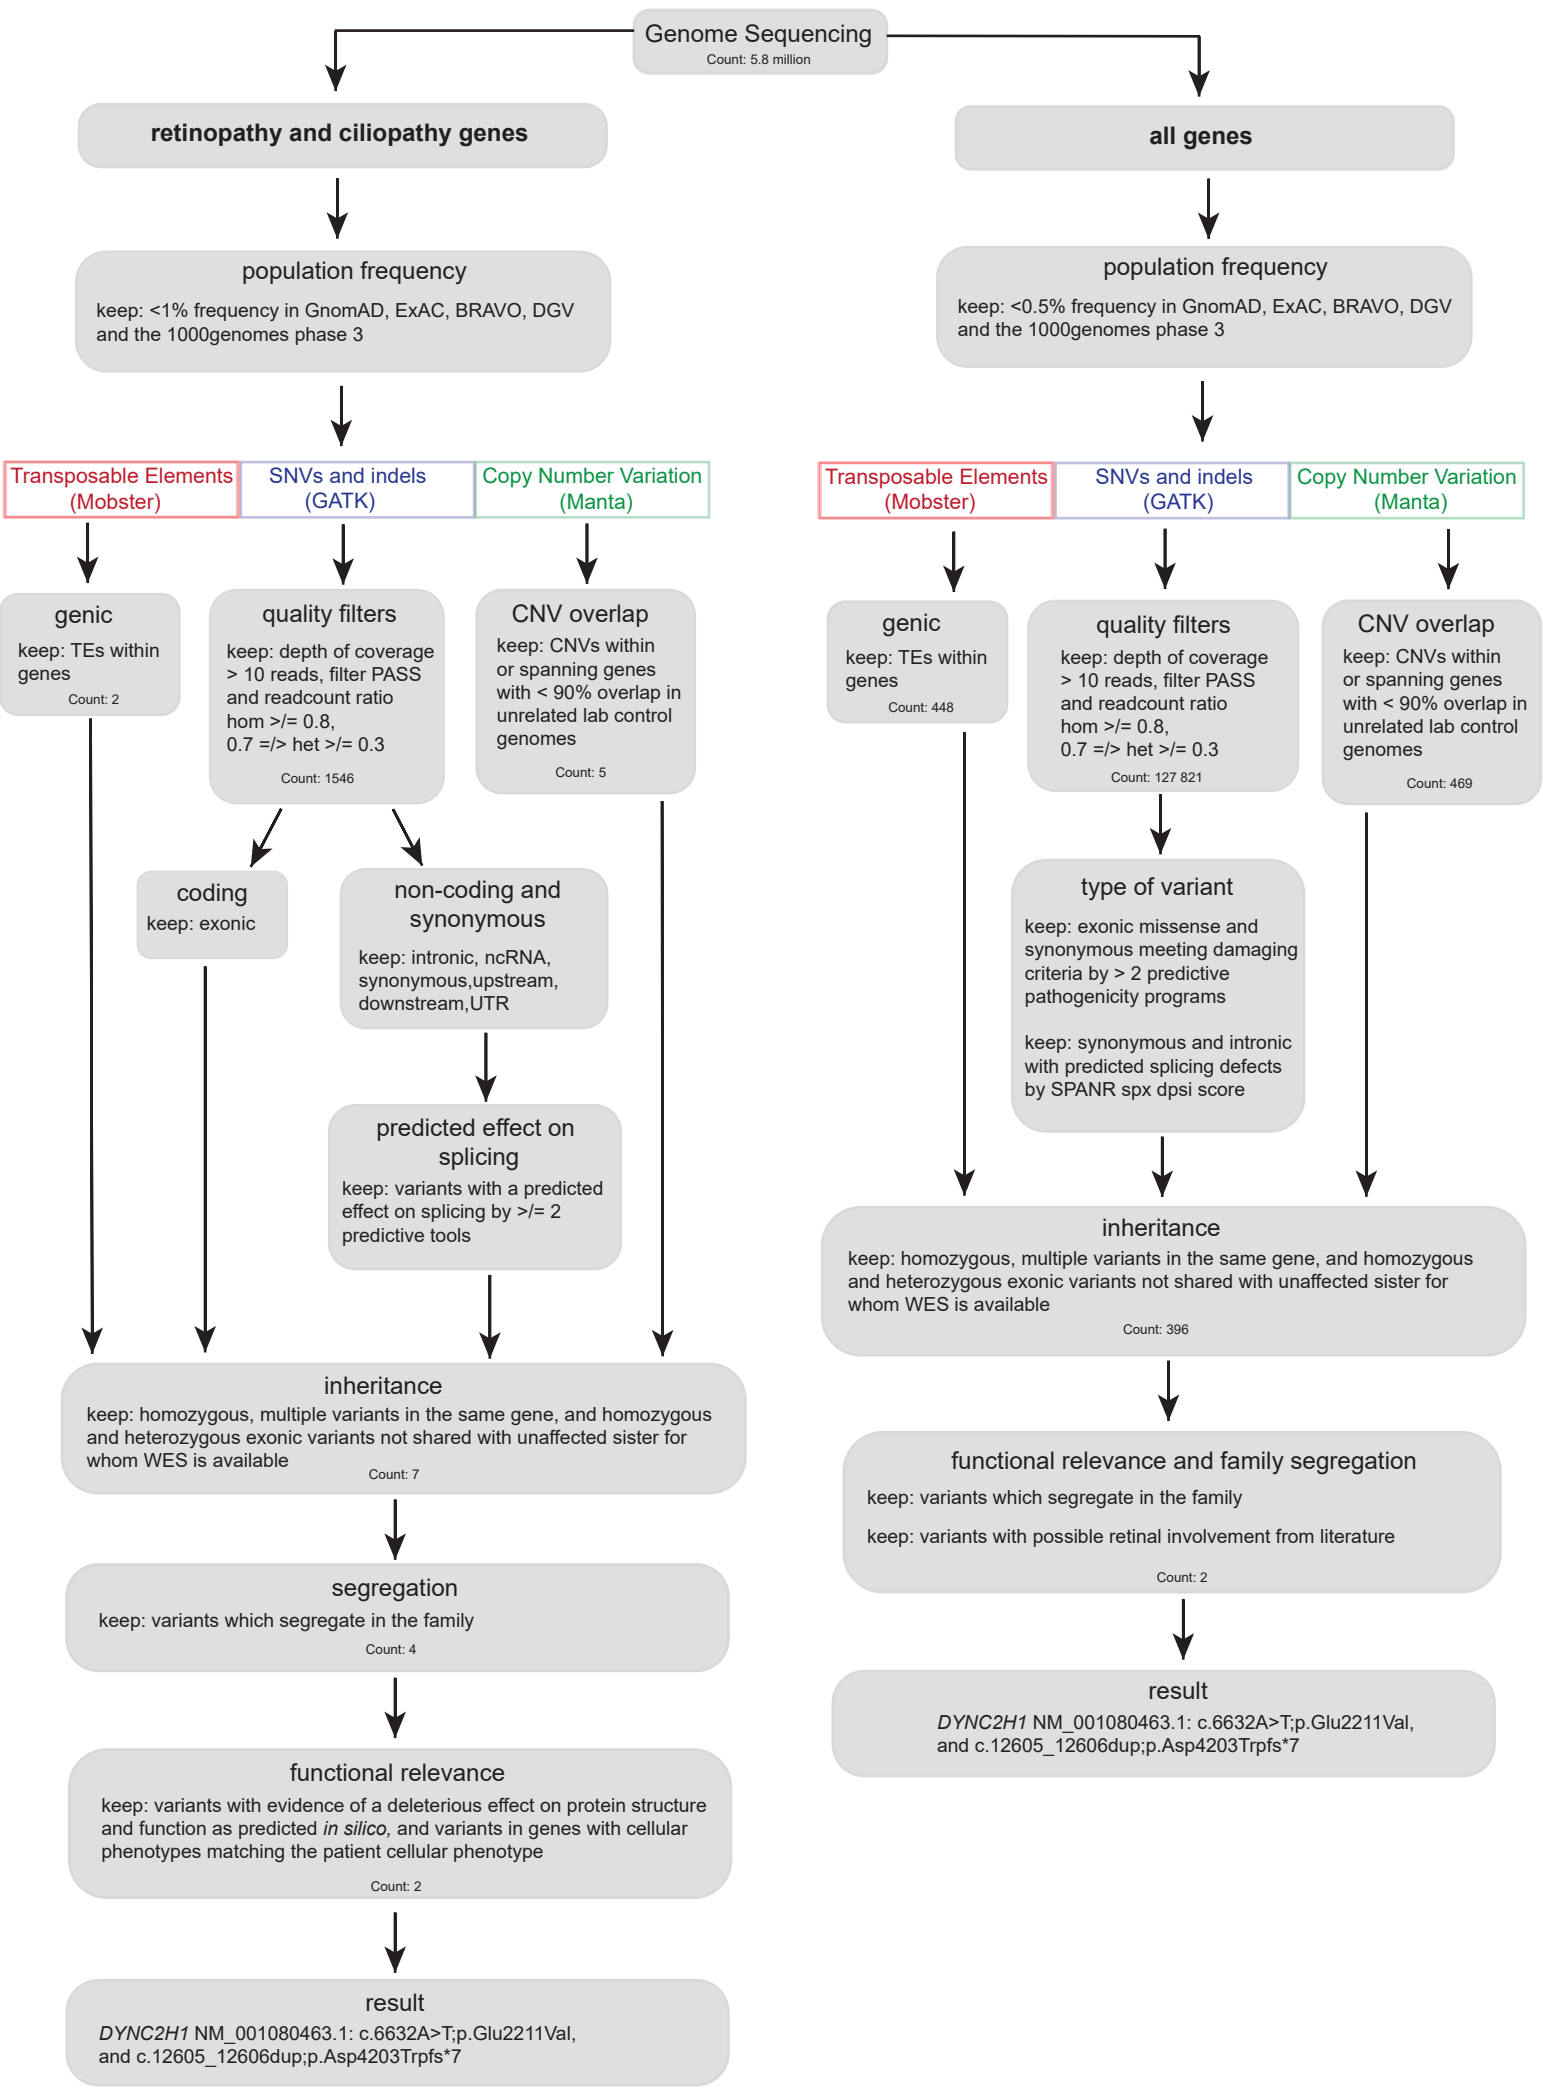 Genome Sequencing
Count: 5.8 million
retinopathy and ciliopathy genes
population frequency
keep: <1% frequency in GnomAD, ExAC, BRAVO, DGV
and the 1000genomes phase 3
Transposable Elements
(Mobster)
SNVs and indels
(GATK)
Copy Number Variation
(Manta)
genic
keep: TEs within
genes
Count: 2
quality filters
keep: depth of coverage
> 10 reads, filter PASS
and readcount ratio
hom >/= 0.8,
0.7 =/> het >/= 0.3
Count: 1546
CNV overlap
keep: CNVs within
or spanning genes
with < 90% overlap in
unrelated lab control
genomes
Count: 5
coding
keep: exonic
non-coding and
synonymous
keep: intronic, ncRNA,
synonymous,upstream,
downstream,UTR
predicted effect on
splicing
keep: variants with a predicted
effect on splicing by >/= 2
predictive tools
inheritance
keep: homozygous, multiple variants in the same gene, and homozygous
and heterozygous exonic variants not shared with unaffected sister for
whom WES is available
Count: 7
segregation
keep: variants which segregate in the family
Count: 4
functional relevance
keep: variants with evidence of a deleterious effect on protein structure
and function as predicted in silico, and variants in genes with cellular
phenotypes matching the patient cellular phenotype
Count: 2
result
DYNC2H1 NM_001080463.1: c.6632A>T;p.Glu2211Val,
and c.12605_12606dup;p.Asp4203Trpfs*7
all genes
population frequency
keep: <0.5% frequency in GnomAD, ExAC, BRAVO, DGV
and the 1000genomes phase 3
Transposable Elements
(Mobster)
SNVs and indels
(GATK)
Copy Number Variation
(Manta)
genic
keep: TEs within
genes
Count: 448
quality filters
keep: depth of coverage
> 10 reads, filter PASS
and readcount ratio
hom >/= 0.8,
0.7 =/> het >/= 0.3
Count: 127 821
CNV overlap
keep: CNVs within
or spanning genes
with < 90% overlap in
unrelated lab control
genomes
Count: 469
type of variant
keep: exonic missense and
synonymous meeting damaging
criteria by > 2 predictive
pathogenicity programs
keep: synonymous and intronic
with predicted splicing defects
by SPANR spx dpsi score
inheritance
keep: homozygous, multiple variants in the same gene, and homozygous
and heterozygous exonic variants not shared with unaffected sister for
whom WES is available
Count: 396
functional relevance and family segregation
keep: variants which segregate in the family
keep: variants with possible retinal involvement from literature
Count: 2
result
DYNC2H1 NM_001080463.1: c.6632A>T;p.Glu2211Val,
and c.12605_12606dup;p.Asp4203Trpfs*7